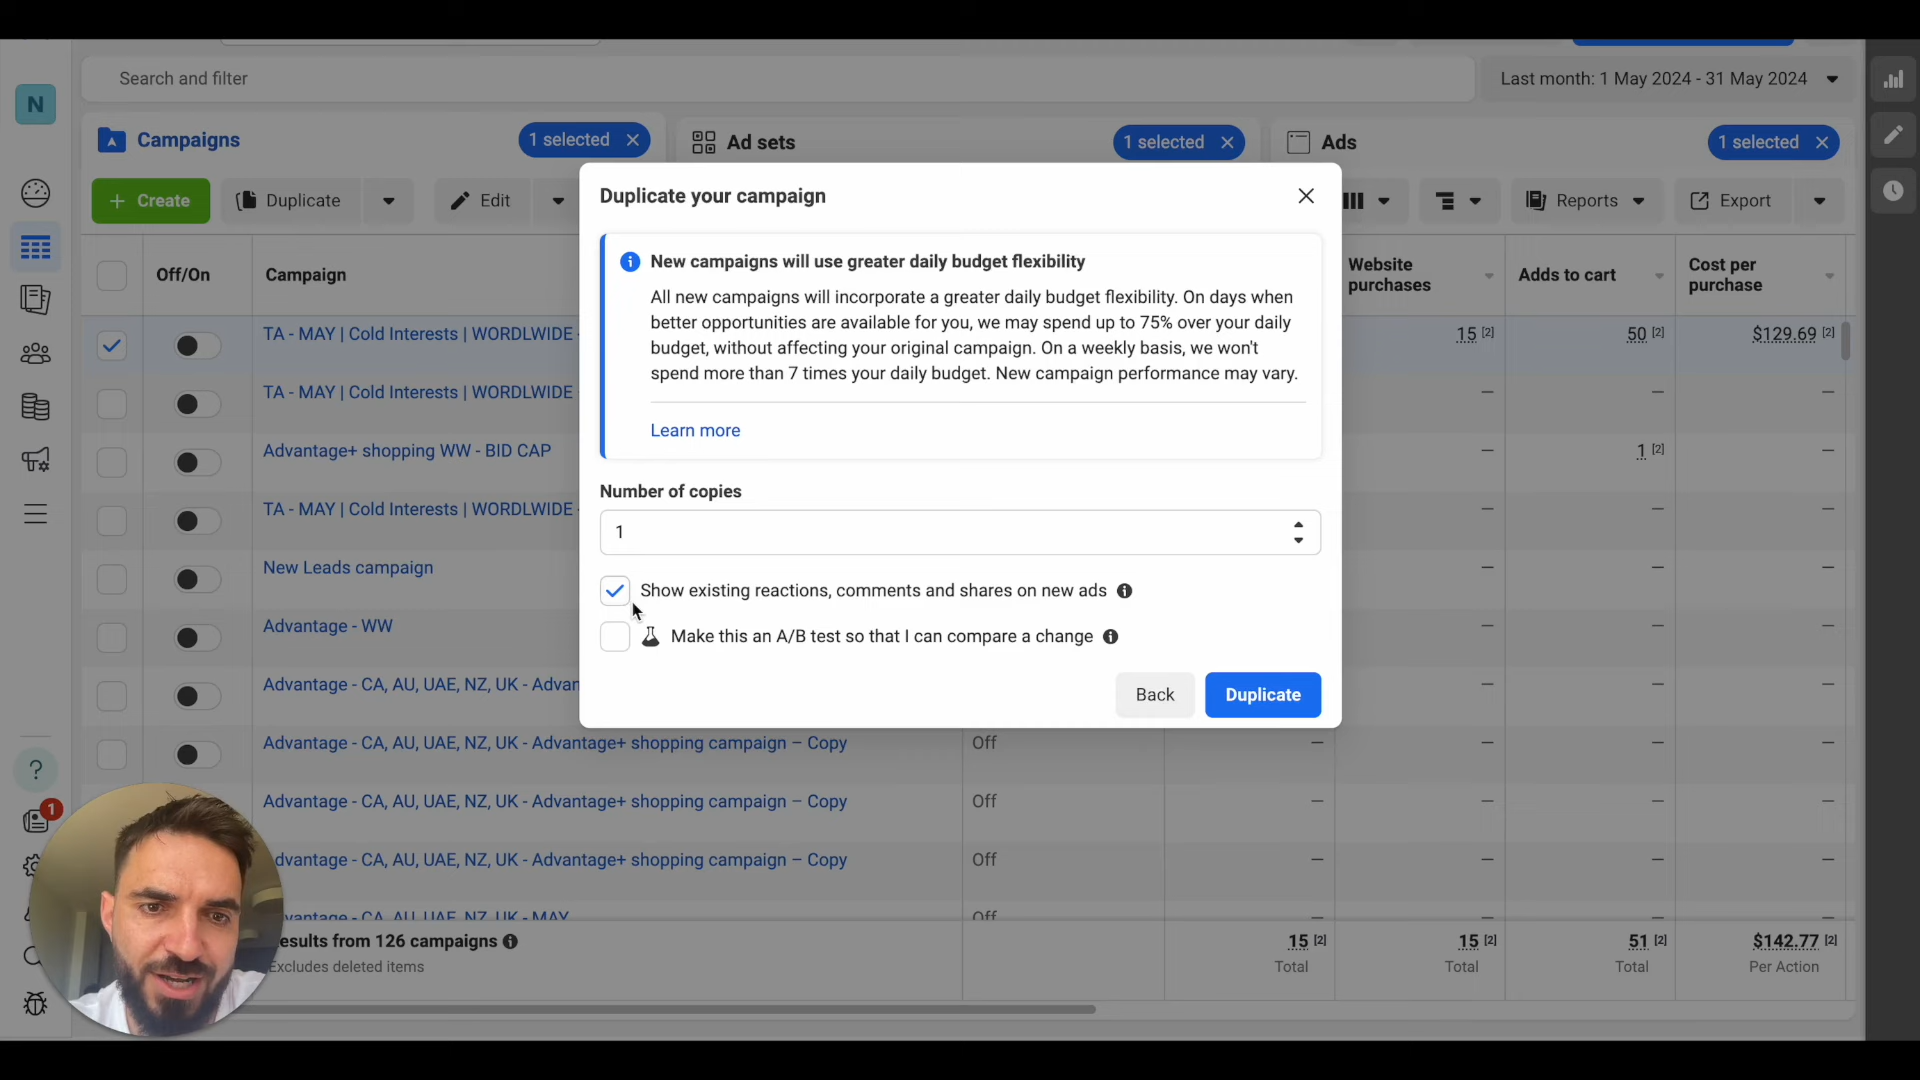 Search and filter
Last month: 1 May 2024 - 31 May 2024
N
Campaigns
1 selected
Ad sets
1 selected
Ads
1 selected
+ Create
Duplicate
Edit
Reports
Export
Off/On
Campaign
Website purchases
Adds to cart
Cost per purchase
TA - MAY | Cold Interests | WORDLWIDE -
15 [2]
50 [2]
$129.69 [2]
TA - MAY | Cold Interests | WORDLWIDE
—
—
—
Advantage+ shopping WW - BID CAP
—
1 [2]
—
TA - MAY | Cold Interests | WORDLWIDE -
—
—
—
New Leads campaign
—
—
—
Advantage - WW
—
—
—
Advantage - CA, AU, UAE, NZ, UK - Advan
—
—
—
Advantage - CA, AU, UAE, NZ, UK - Advantage+ shopping campaign – Copy
Off
—
—
—
—
Advantage - CA, AU, UAE, NZ, UK - Advantage+ shopping campaign – Copy
Off
—
—
—
—
dvantage - CA, AU, UAE, NZ, UK - Advantage+ shopping campaign – Copy
Off
—
—
—
—
vantage - CA, AU, UAE, NZ, UK - MAY
Off
—
—
—
—
esults from 126 campaigns
Excludes deleted items
15 [2]
Total
15 [2]
Total
51 [2]
Total
$142.77 [2]
Per Action
?
1
Duplicate your campaign
New campaigns will use greater daily budget flexibility
All new campaigns will incorporate a greater daily budget flexibility. On days when
better opportunities are available for you, we may spend up to 75% over your daily
budget, without affecting your original campaign. On a weekly basis, we won't
spend more than 7 times your daily budget. New campaign performance may vary.
Learn more
Number of copies
1
Show existing reactions, comments and shares on new ads
Make this an A/B test so that I can compare a change
Back
Duplicate